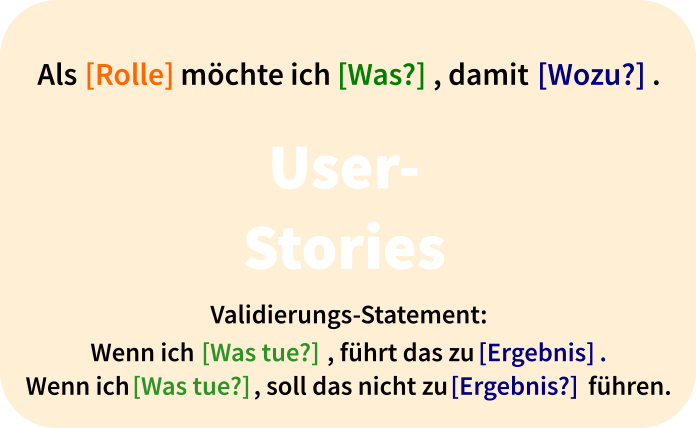 Als [Rolle] möchte ich [Was?] , damit [Wozu?] .
User-
Stories
Validierungs-Statement:
Wenn ich [Was tue?] , führt das zu [Ergebnis] .
Wenn ich [Was tue?] , soll das nicht zu [Ergebnis?] führen.